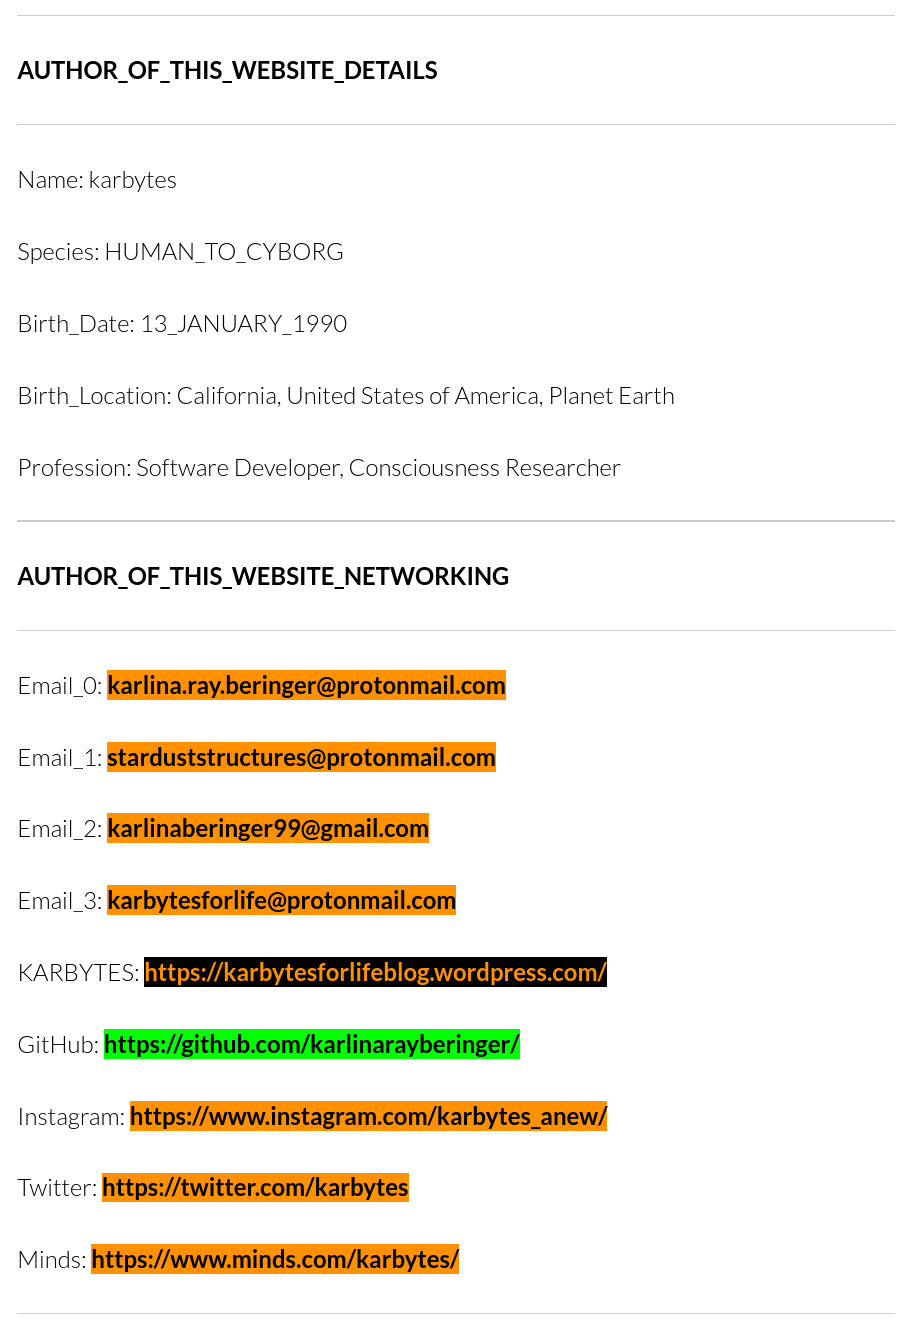 AUTHOR_OF_THIS_WEBSITE_DETAILS
Name: karbytes
Species: HUMAN_TO_CYBORG
Birth_Date: 13_JANUARY_1990
Birth_Location: California, United States of America, Planet Earth
Profession: Software Developer, Consciousness Researcher
AUTHOR_OF_THIS_WEBSITE_NETWORKING
Email_0: karlina.ray.beringer@protonmail.com
Email_1: starduststructures@protonmail.com
Email_2: karlinaberinger99@gmail.com
Email_3: karbytesforlife@protonmail.com
KARBYTES: https://karbytesforlifeblog.wordpress.com/
GitHub: https://github.com/karlinarayberinger/
Instagram: https://www.instagram.com/karbytes_anew/
Twitter: https://twitter.com/karbytes
Minds: https://www.minds.com/karbytes/